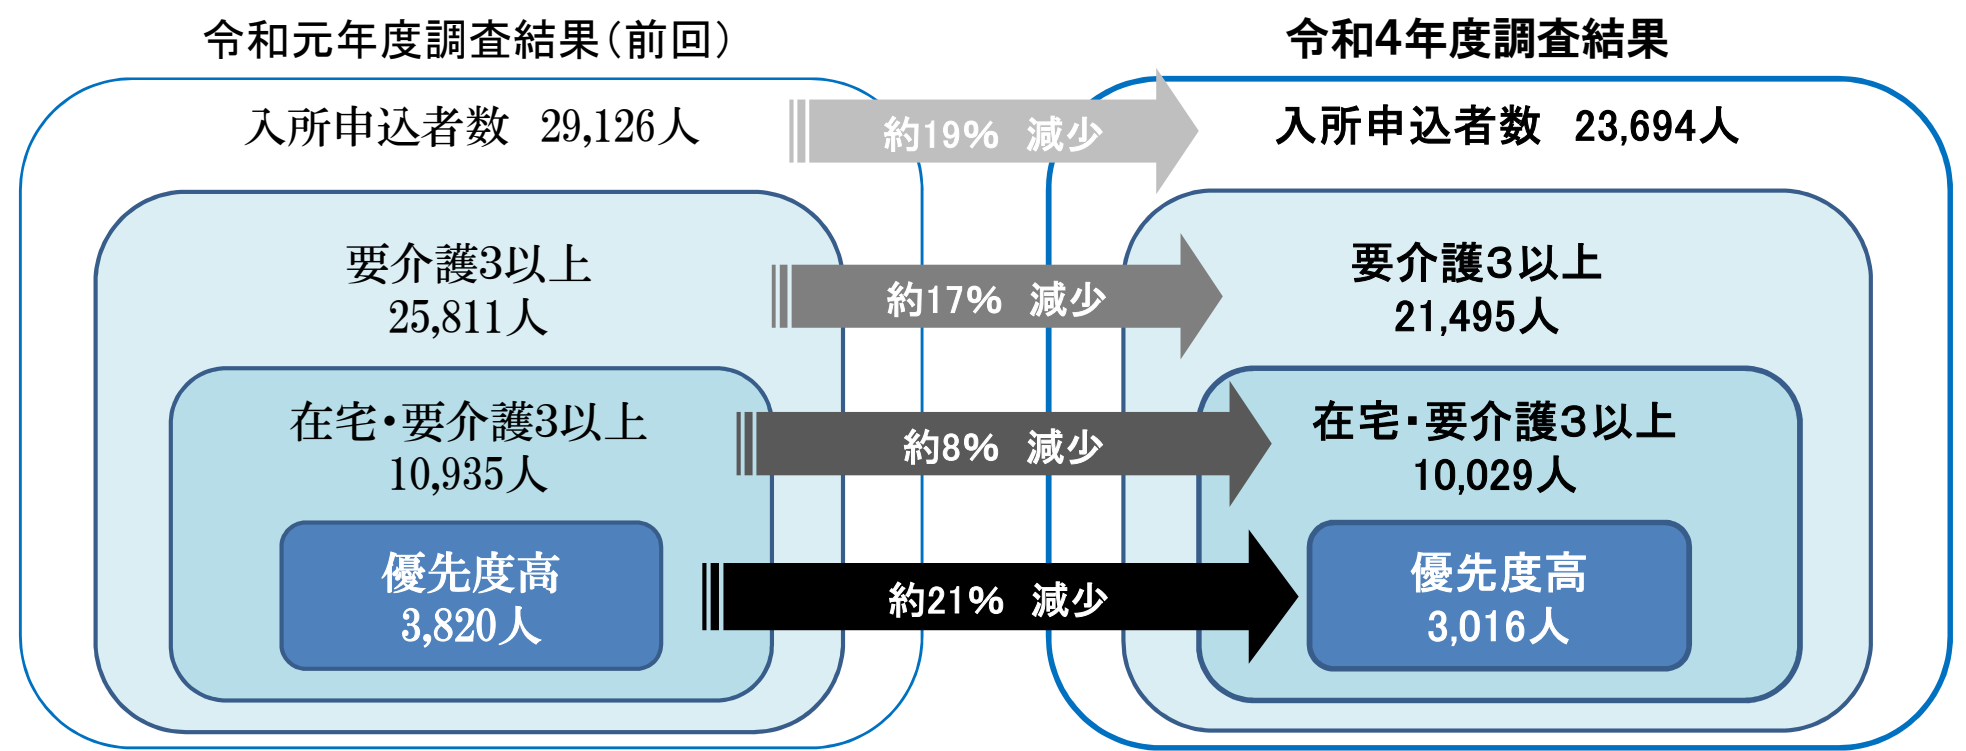 令和元年度調査結果（前回）
入所申込者数　29,126人
要介護3以上
25,811人
在宅・要介護3以上
10,935人
優先度高
3,820人
約19%　減少
約17%　減少
約8%　減少
約21%　減少
令和4年度調査結果
入所申込者数　23,694人
要介護３以上
21,495人
在宅・要介護３以上
10,029人
優先度高
3,016人